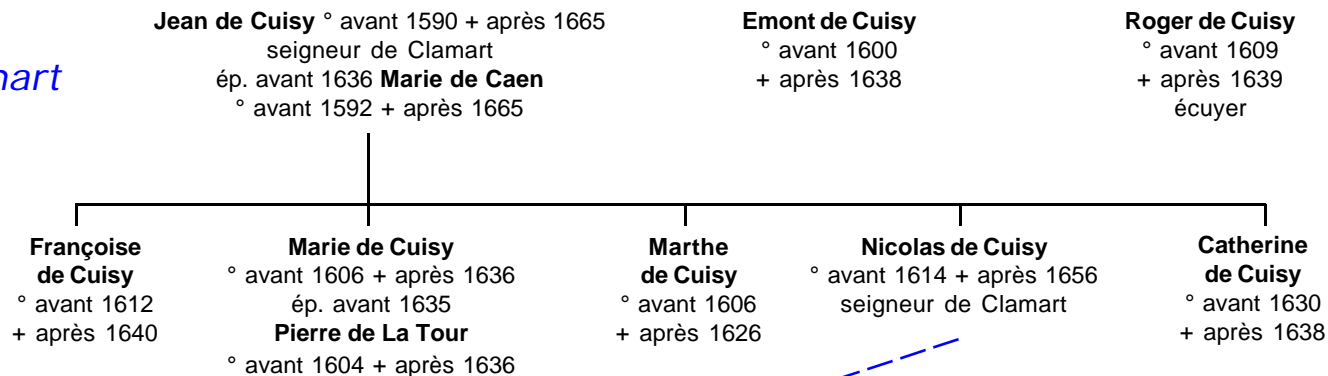 Jean de Cuisy ° avant 1590 + après 1665
seigneur de Clamart
ép. avant 1636 Marie de Caen
° avant 1592 + après 1665
Emont de Cuisy
° avant 1600
+ après 1638
Roger de Cuisy
° avant 1609
+ après 1639
écuyer
Françoise
de Cuisy
° avant 1612
+ après 1640
Marie de Cuisy
° avant 1606 + après 1636
ép. avant 1635
Pierre de La Tour
° avant 1604 + après 1636
Marthe
de Cuisy
° avant 1606
+ après 1626
Nicolas de Cuisy
° avant 1614 + après 1656
seigneur de Clamart
Catherine
de Cuisy
° avant 1630
+ après 1638